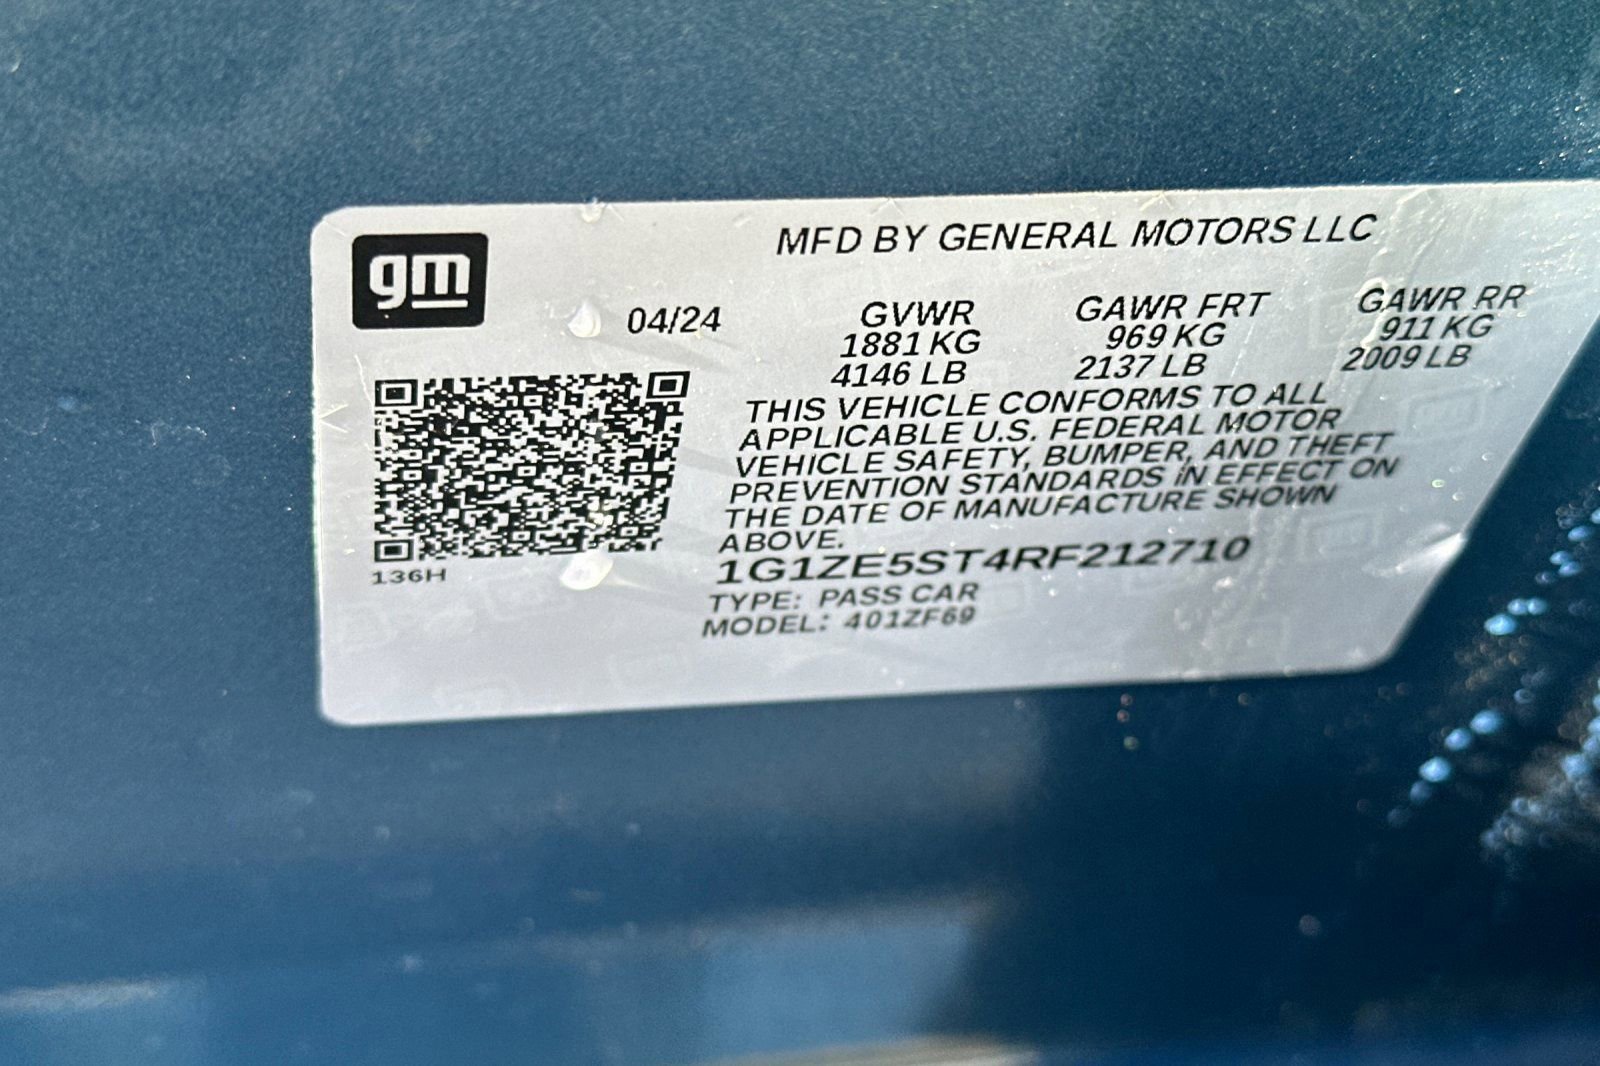 gm
MFD BY GENERAL MOTORS LLC
04/24 GVWR GAWR FRT GAWR RR
1881 KG 969 KG 911 KG
4146 LB 2137 LB 2009 LB
THIS VEHICLE CONFORMS TO ALL
APPLICABLE U.S. FEDERAL MOTOR
VEHICLE SAFETY, BUMPER, AND THEFT
PREVENTION STANDARDS IN EFFECT ON
THE DATE OF MANUFACTURE SHOWN
ABOVE.
136H
1G1ZE5ST4RF212710
TYPE: PASS CAR
MODEL: 401ZF69